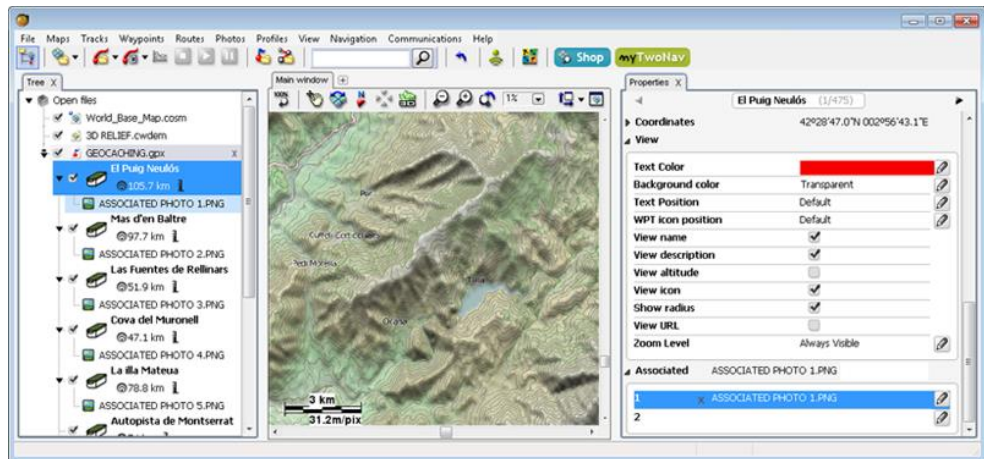 File Maps Tracks Waypoints Routes Photos Profiles View Navigation Communications Help
Shop
myTwoNav
Tree X
Open files
World_Base_Map.cosm
3D RELIEF.cwdem
GEOCACHING.gpx X
El Puig Neulós
105.7 km
ASSOCIATED PHOTO 1.PNG
Mas d'en Baltre
97.7 km
ASSOCIATED PHOTO 2.PNG
Las Fuentes de Rellinars
51.9 km
ASSOCIATED PHOTO 3.PNG
Cova del Muronell
47.1 km
ASSOCIATED PHOTO 4.PNG
La illa Mateua
78.8 km
ASSOCIATED PHOTO 5.PNG
Autopista de Montserrat
Main window
1%
3 km
31.2m/pix
Properties X
El Puig Neulós (1/475)
Coordinates 42º28'47.0"N 002º56'43.1"E
View
Text Color
Background color Transparent
Text Position Default
WPT icon position Default
View name
View description
View altitude
View icon
Show radius
View URL
Zoom Level Always Visible
Associated ASSOCIATED PHOTO 1.PNG
1 x ASSOCIATED PHOTO 1.PNG
2